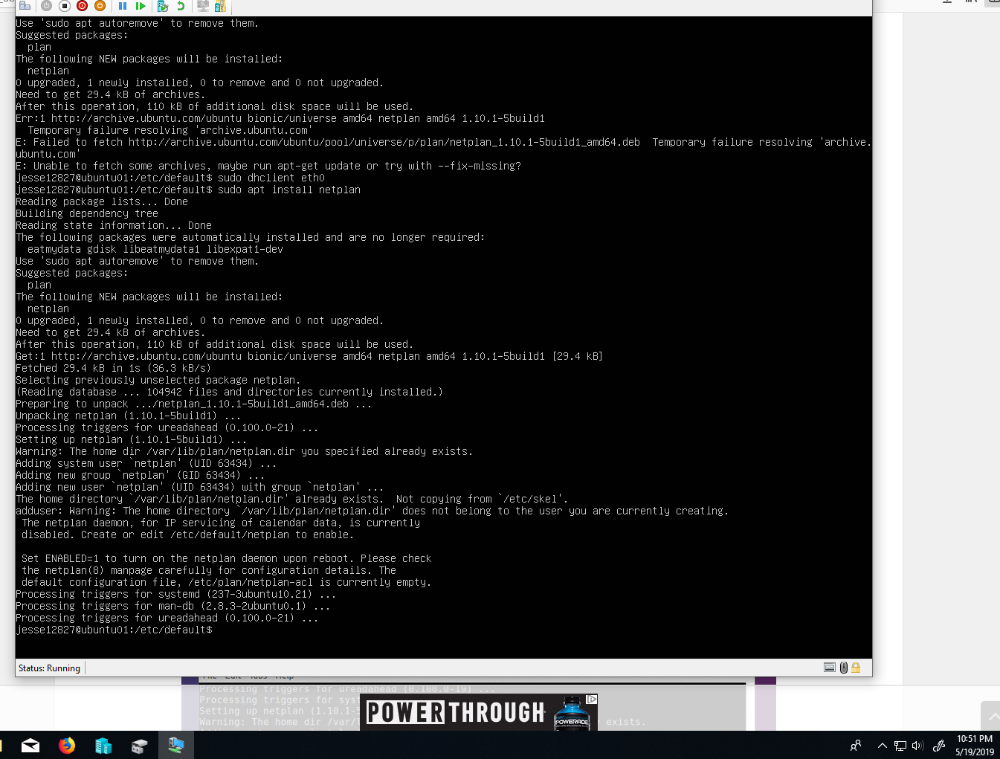 Use 'sudo apt autoremove' to remove them.
Suggested packages:
  plan
The following NEW packages will be installed:
  netplan
0 upgraded, 1 newly installed, 0 to remove and 0 not upgraded.
Need to get 29.4 kB of archives.
After this operation, 110 kB of additional disk space will be used.
Err:1 http://archive.ubuntu.com/ubuntu bionic/universe amd64 netplan amd64 1.10.1-5build1
  Temporary failure resolving 'archive.ubuntu.com'
E: Failed to fetch http://archive.ubuntu.com/ubuntu/pool/universe/p/plan/netplan_1.10.1-5build1_amd64.deb  Temporary failure resolving 'archive.
ubuntu.com'
E: Unable to fetch some archives, maybe run apt-get update or try with --fix-missing?
jesse12827@ubuntu01:/etc/default$ sudo dhclient eth0
jesse12827@ubuntu01:/etc/default$ sudo apt install netplan
Reading package lists... Done
Building dependency tree
Reading state information... Done
The following packages were automatically installed and are no longer required:
  eatmydata gdisk libeatmydata1 libexpat1-dev
Use 'sudo apt autoremove' to remove them.
Suggested packages:
  plan
The following NEW packages will be installed:
  netplan
0 upgraded, 1 newly installed, 0 to remove and 0 not upgraded.
Need to get 29.4 kB of archives.
After this operation, 110 kB of additional disk space will be used.
Get:1 http://archive.ubuntu.com/ubuntu bionic/universe amd64 netplan amd64 1.10.1-5build1 [29.4 kB]
Fetched 29.4 kB in 1s (36.3 kB/s)
Selecting previously unselected package netplan.
(Reading database ... 104942 files and directories currently installed.)
Preparing to unpack .../netplan_1.10.1-5build1_amd64.deb ...
Unpacking netplan (1.10.1-5build1) ...
Processing triggers for ureadahead (0.100.0-21) ...
Setting up netplan (1.10.1-5build1) ...
Warning: The home dir /var/lib/plan/netplan.dir you specified already exists.
Adding system user `netplan' (UID 63434) ...
Adding new group `netplan' (GID 63434) ...
Adding new user `netplan' (UID 63434) with group `netplan' ...
The home directory `/var/lib/plan/netplan.dir' already exists.  Not copying from `/etc/skel'.
adduser: Warning: The home directory `/var/lib/plan/netplan.dir' does not belong to the user you are currently creating.
 The netplan daemon, for IP servicing of calendar data, is currently
 disabled. Create or edit /etc/default/netplan to enable.
 Set ENABLED=1 to turn on the netplan daemon upon reboot. Please check
 the netplan(8) manpage carefully for configuration details. The
 default configuration file, /etc/plan/netplan-acl is currently empty.
Processing triggers for systemd (237-3ubuntu10.21) ...
Processing triggers for man-db (2.8.3-2ubuntu0.1) ...
Processing triggers for ureadahead (0.100.0-21) ...
jesse12827@ubuntu01:/etc/default$
Status: Running
File Edit Tabs Help
Processing triggers for ureadahead (0.100.0-19) ...
Processing triggers for syst
Setting up netplan (1.10.1-5
Warning: The home dir /var/l exists.
POWER THROUGH
POWERADE
10:51 PM
5/19/2019